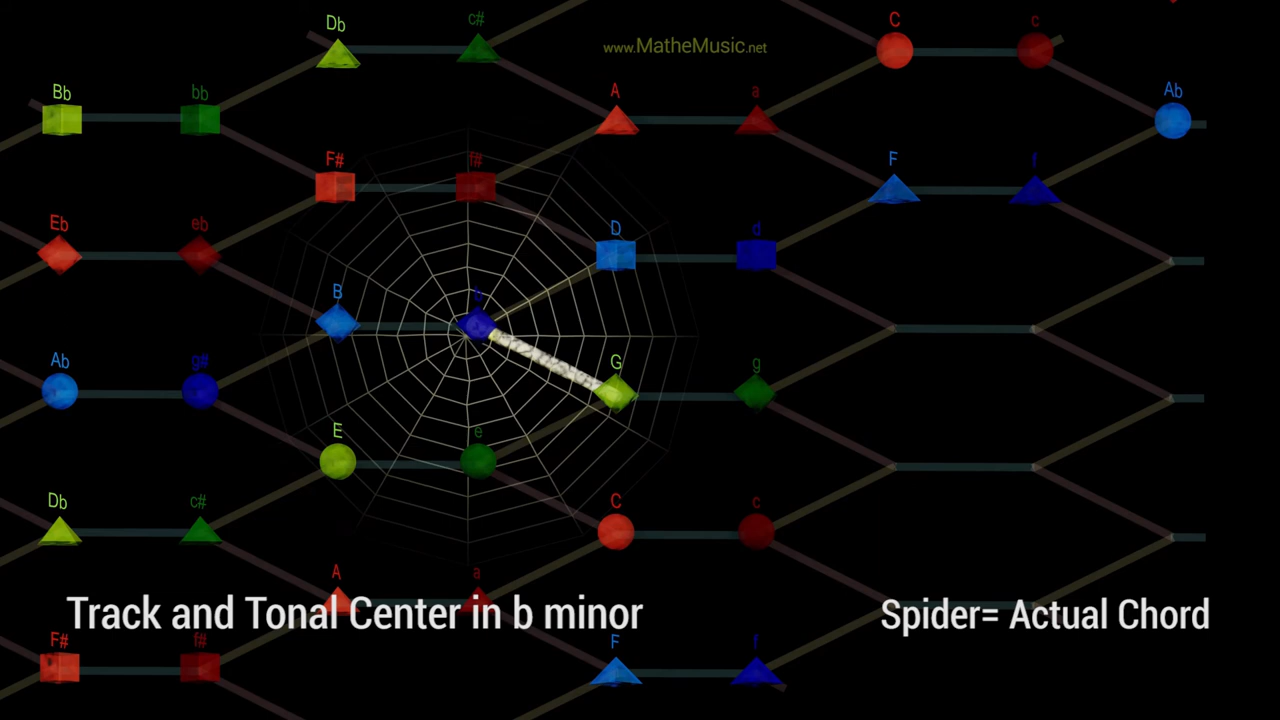 Db c#
www.MatheMusic.net
C c
Bb bb
A a
Ab
F# f#
F f
Eb eb
D d
B b
Ab g#
G g
E e
Db c#
C c
A a
Track and Tonal Center in b minor
Spider= Actual Chord
F# f#
F f